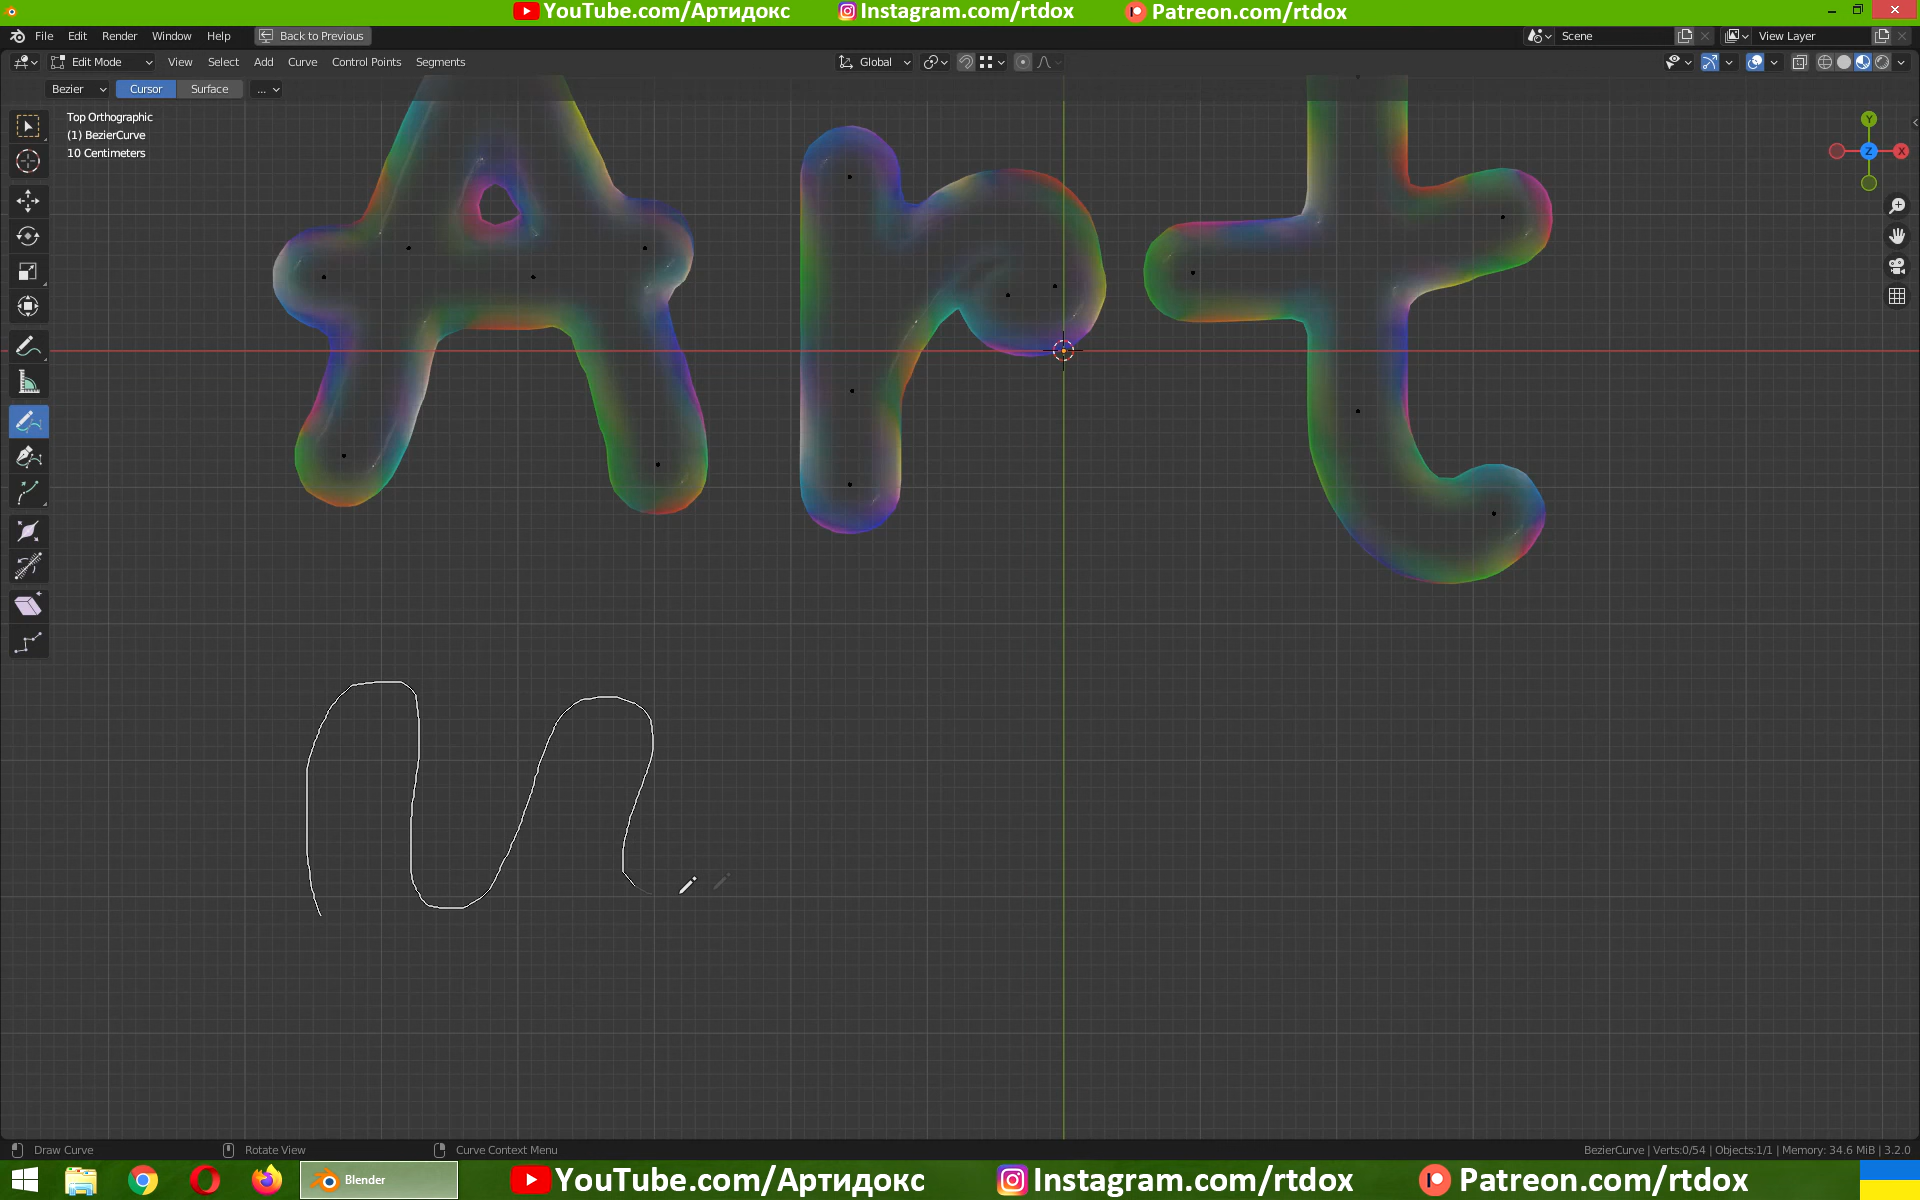 YouTube.com/Артидокс Instagram.com/rtdox Patreon.com/rtdox
File Edit Render Window Help Back to Previous Scene View Layer
Edit Mode View Select Add Curve Control Points Segments Global
Bezier Cursor Surface ...
Top Orthographic
(1) BezierCurve
10 Centimeters
Y
Z X
Art
Draw Curve Rotate View Curve Context Menu BezierCurve | Verts:0/54 | Objects:1/1 | Memory: 34.6 MiB | 3.2.0
Blender YouTube.com/Артидокс Instagram.com/rtdox Patreon.com/rtdox